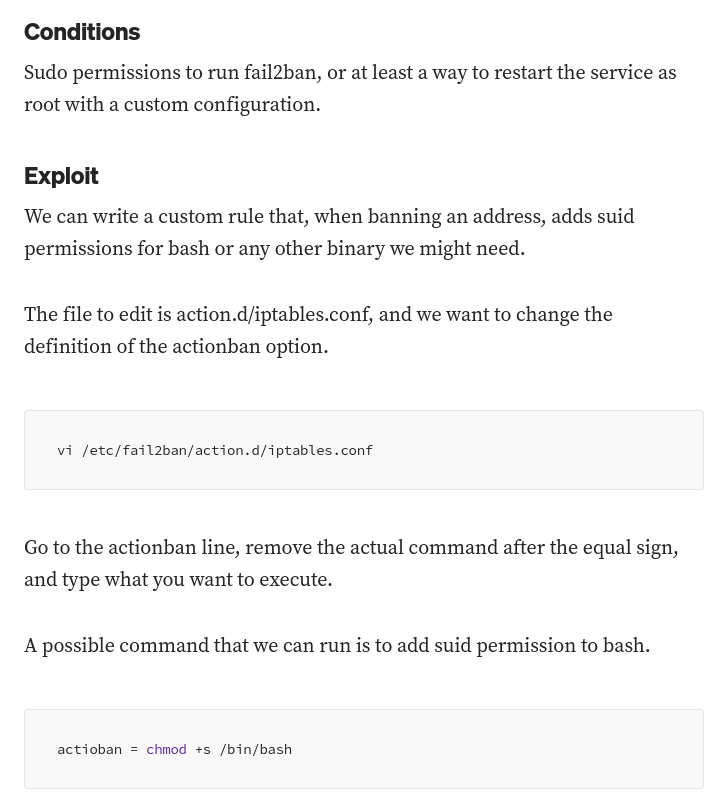 Conditions
Sudo permissions to run fail2ban, or at least a way to restart the service as
root with a custom configuration.
Exploit
We can write a custom rule that, when banning an address, adds suid
permissions for bash or any other binary we might need.
The file to edit is action.d/iptables.conf, and we want to change the
definition of the actionban option.
vi /etc/fail2ban/action.d/iptables.conf
Go to the actionban line, remove the actual command after the equal sign,
and type what you want to execute.
A possible command that we can run is to add suid permission to bash.
actioban = chmod +s /bin/bash